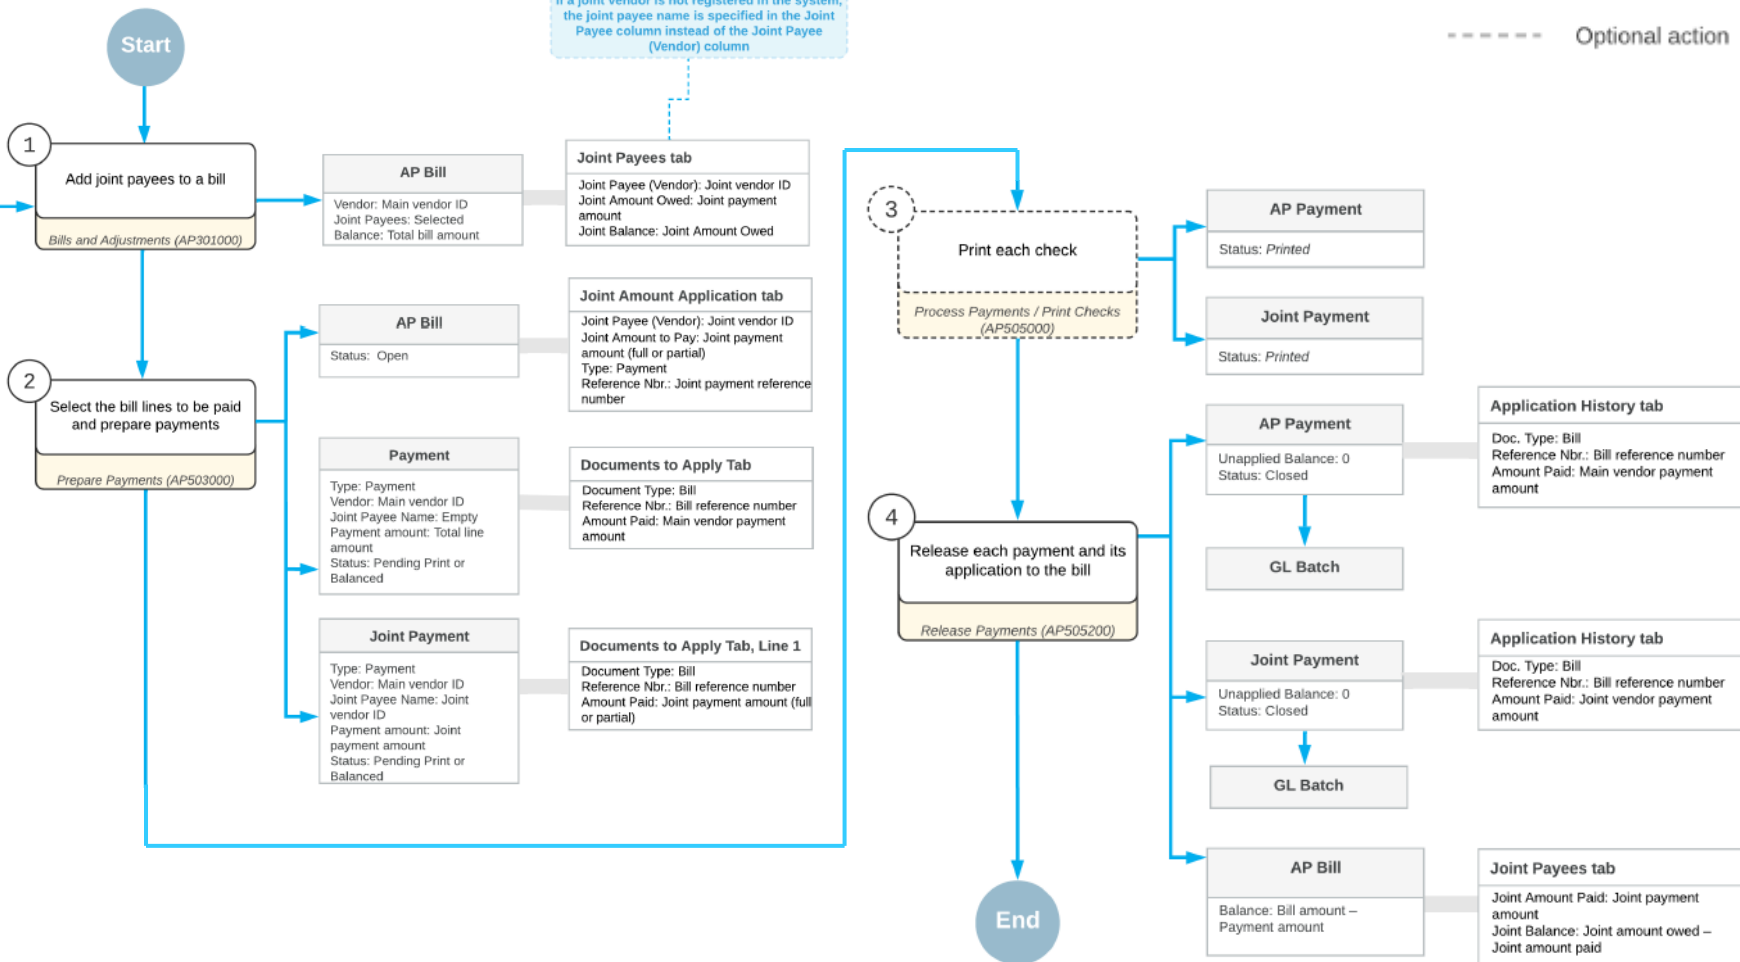 If a joint vendor is not registered in the system,
the joint payee name is specified in the Joint
Payee column instead of the Joint Payee
(Vendor) column
Optional action
Start
1
Add joint payees to a bill
Bills and Adjustments (AP301000)
AP Bill
Vendor: Main vendor ID
Joint Payees: Selected
Balance: Total bill amount
Joint Payees tab
Joint Payee (Vendor): Joint vendor ID
Joint Amount Owed: Joint payment
amount
Joint Balance: Joint Amount Owed
2
Select the bill lines to be paid
and prepare payments
Prepare Payments (AP503000)
AP Bill
Status: Open
Joint Amount Application tab
Joint Payee (Vendor): Joint vendor ID
Joint Amount to Pay: Joint payment
amount (full or partial)
Type: Payment
Reference Nbr.: Joint payment reference
number
Payment
Type: Payment
Vendor: Main vendor ID
Joint Payee Name: Empty
Payment amount: Total line
amount
Status: Pending Print or
Balanced
Documents to Apply Tab
Document Type: Bill
Reference Nbr.: Bill reference number
Amount Paid: Main vendor payment
amount
Joint Payment
Type: Payment
Vendor: Main vendor ID
Joint Payee Name: Joint
vendor ID
Payment amount: Joint
payment amount
Status: Pending Print or
Balanced
Documents to Apply Tab, Line 1
Document Type: Bill
Reference Nbr.: Bill reference number
Amount Paid: Joint payment amount (full
or partial)
3
Print each check
Process Payments / Print Checks
(AP505000)
AP Payment
Status: Printed
Joint Payment
Status: Printed
4
Release each payment and its
application to the bill
Release Payments (AP505200)
AP Payment
Unapplied Balance: 0
Status: Closed
Application History tab
Doc. Type: Bill
Reference Nbr.: Bill reference number
Amount Paid: Main vendor payment
amount
GL Batch
Joint Payment
Unapplied Balance: 0
Status: Closed
Application History tab
Doc. Type: Bill
Reference Nbr.: Bill reference number
Amount Paid: Joint vendor payment
amount
GL Batch
AP Bill
Balance: Bill amount –
Payment amount
Joint Payees tab
Joint Amount Paid: Joint payment
amount
Joint Balance: Joint amount owed –
Joint amount paid
End